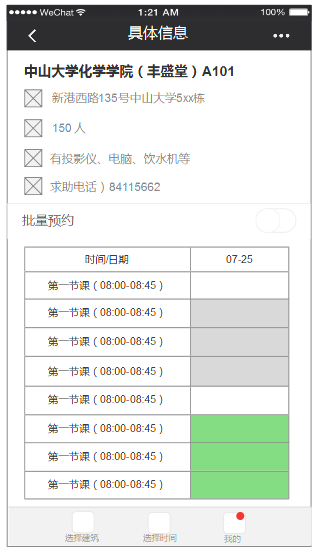 WeChat 1:21 AM 100%
具体信息
中山大学化学学院（丰盛堂）A101
新港西路135号中山大学5xx栋
150 人
有投影仪、电脑、饮水机等
求助电话）84115662
批量预约
时间/日期 07-25
第一节课（08:00-08:45）
第一节课（08:00-08:45）
第一节课（08:00-08:45）
第一节课（08:00-08:45）
第一节课（08:00-08:45）
第一节课（08:00-08:45）
第一节课（08:00-08:45）
第一节课（08:00-08:45）
选择建筑 选择时间 我的